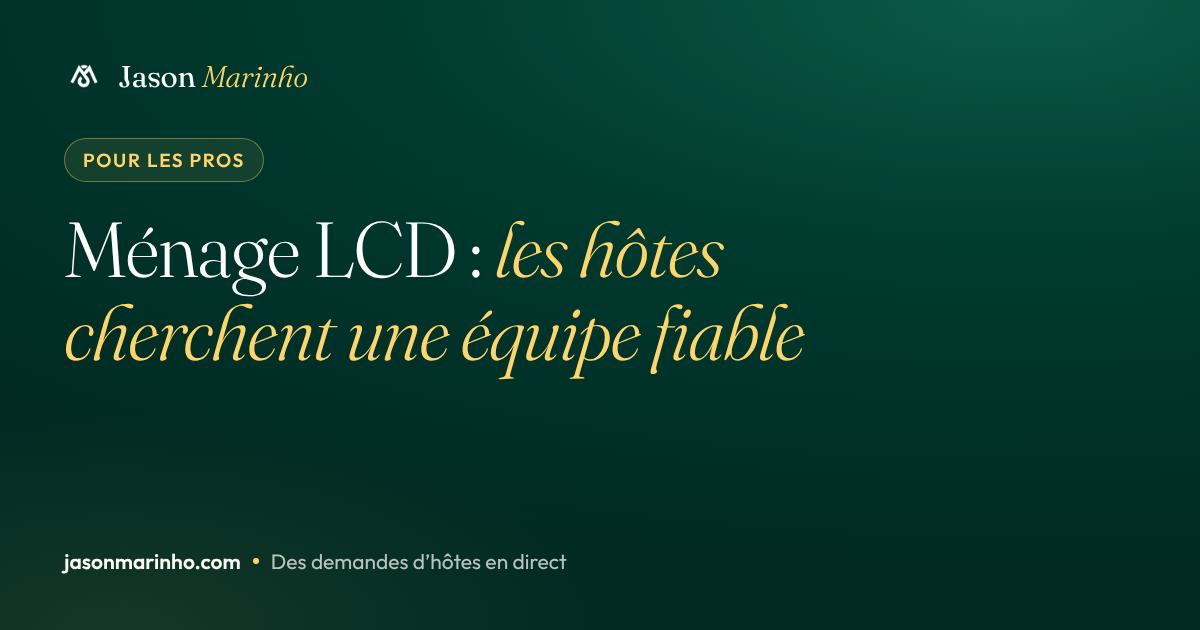 Jason Marinho
POUR LES PROS
Ménage LCD : les hôtes
cherchent une équipe fiable
jasonmarinho.com • Des demandes d’hôtes en direct